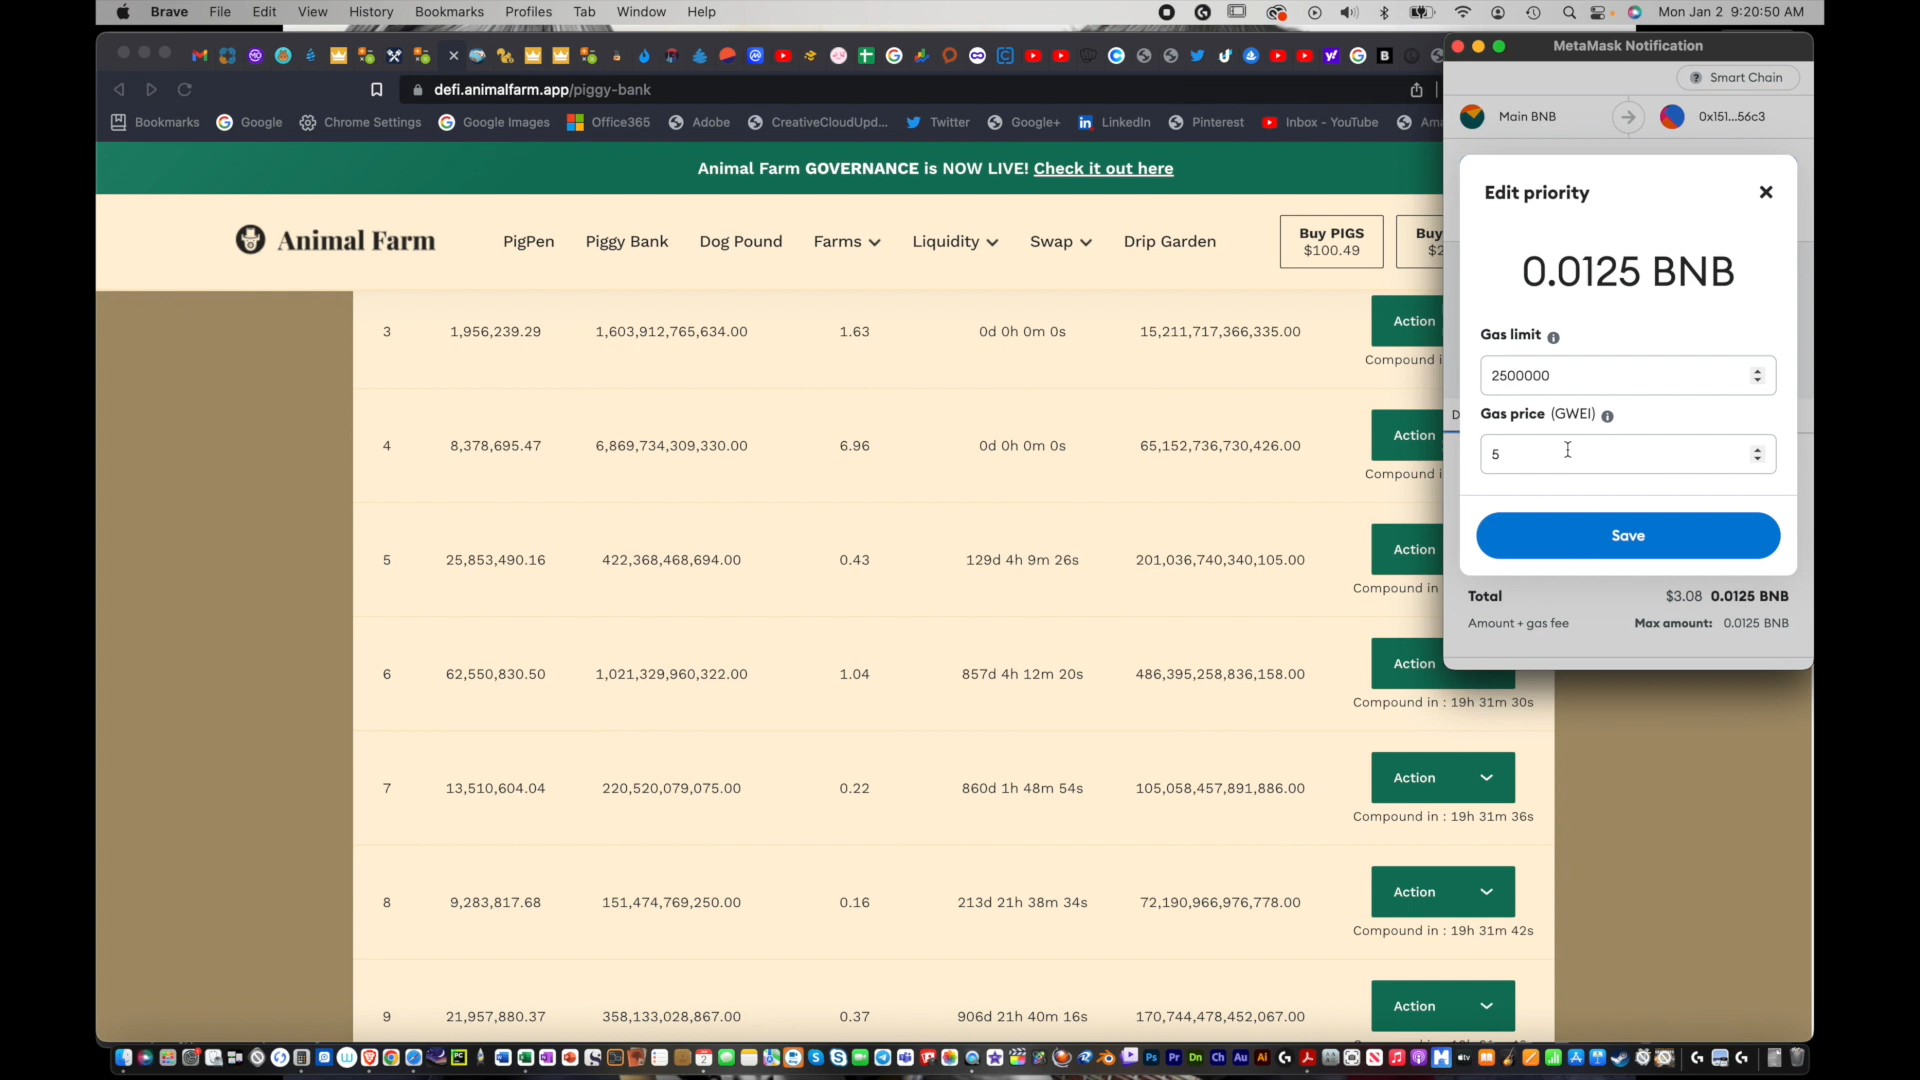 Brave File Edit View History Bookmarks Profiles Tab Window Help
Mon Jan 2 9:20:50 AM
defi.animalfarm.app/piggy-bank
Bookmarks Google Chrome Settings Google Images Office365 Adobe CreativeCloudUpd... Twitter Google+ LinkedIn Pinterest Inbox - YouTube
Animal Farm GOVERNANCE is NOW LIVE! Check it out here
Animal Farm PigPen Piggy Bank Dog Pound Farms Liquidity Swap Drip Garden
Buy PIGS
$100.49
Buy
3 1,956,239.29 1,603,912,765,634.00 1.63 0d 0h 0m 0s 15,211,717,366,335.00 Action
Compound i
4 8,378,695.47 6,869,734,309,330.00 6.96 0d 0h 0m 0s 65,152,736,730,426.00 Action
Compound i
5 25,853,490.16 422,368,468,694.00 0.43 129d 4h 9m 26s 201,036,740,340,105.00 Action
Compound in
6 62,550,830.50 1,021,329,960,322.00 1.04 857d 4h 12m 20s 486,395,258,836,158.00 Action
Compound in : 19h 31m 30s
7 13,510,604.04 220,520,079,075.00 0.22 860d 1h 48m 54s 105,058,457,891,886.00 Action
Compound in : 19h 31m 36s
8 9,283,817.68 151,474,769,250.00 0.16 213d 21h 38m 34s 72,190,966,976,778.00 Action
Compound in : 19h 31m 42s
9 21,957,880.37 358,133,028,867.00 0.37 906d 21h 40m 16s 170,744,478,452,067.00 Action
MetaMask Notification
Smart Chain
Main BNB 0x151...56c3
Edit priority
0.0125 BNB
Gas limit
2500000
Gas price (GWEI)
5
Save
Total $3.08 0.0125 BNB
Amount + gas fee Max amount: 0.0125 BNB